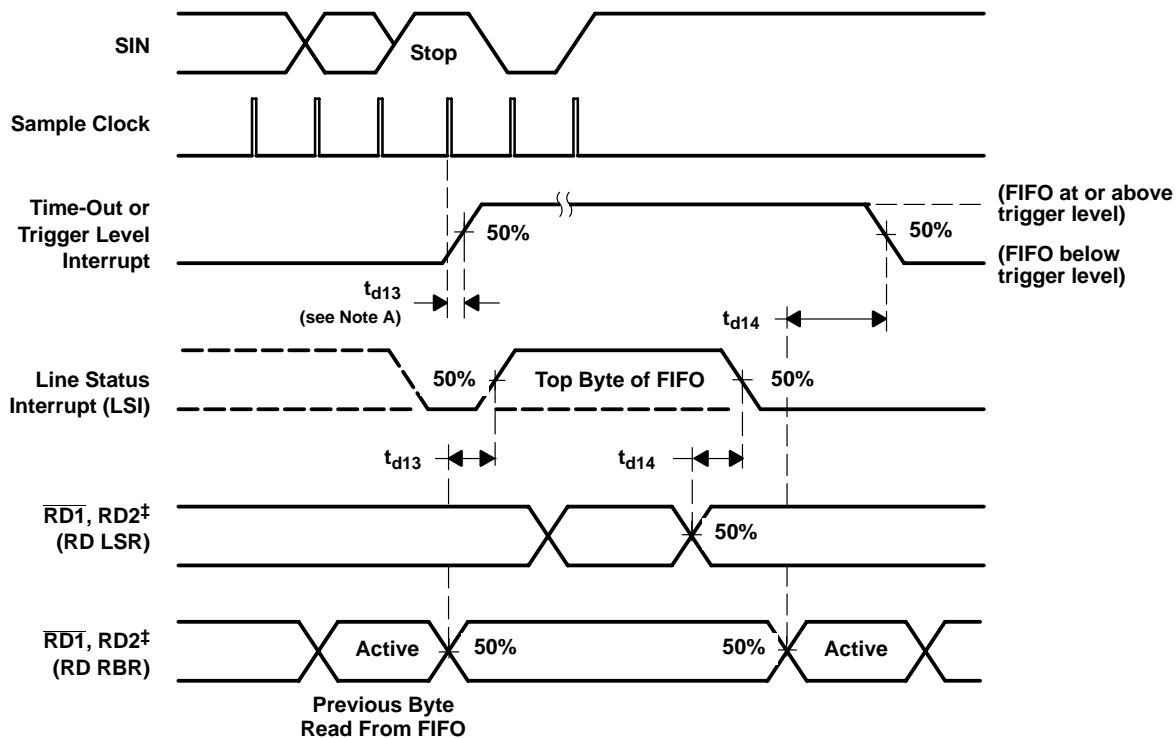 SIN
Stop
Sample Clock
Time-Out or
Trigger Level
Interrupt
50%
50%
(FIFO at or above
trigger level)
(FIFO below
trigger level)
td13
(see Note A)
td14
Line Status
Interrupt (LSI)
50%
Top Byte of FIFO
50%
td13
td14
RD1, RD2‡
(RD LSR)
50%
RD1, RD2‡
(RD RBR)
Active
50%
50%
Active
Previous Byte
Read From FIFO